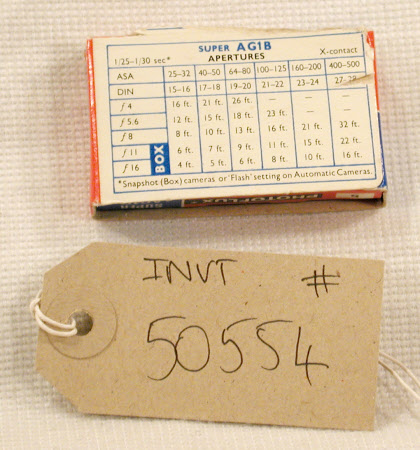 SUPER AG1B
1/25–1/30 sec* APERTURES X-contact
ASA 25–32 40–50 64–80 100–125 160–200 400–500
DIN 15–16 17–18 19–20 21–22 23–24 27–28
f 4 16 ft. 21 ft. 26 ft. — — —
f 5.6 12 ft. 15 ft. 18 ft. 23 ft. — —
f 8 8 ft. 10 ft. 13 ft. 16 ft. 21 ft. 32 ft.
f 11 6 ft. 7 ft. 9 ft. 11 ft. 15 ft. 22 ft.
f 16 4 ft. 5 ft. 6 ft. 8 ft. 10 ft. 16 ft.
BOX
*Snapshot (Box) cameras or 'Flash' setting on Automatic Cameras.
PHOTOFLUX
INVT #
50554